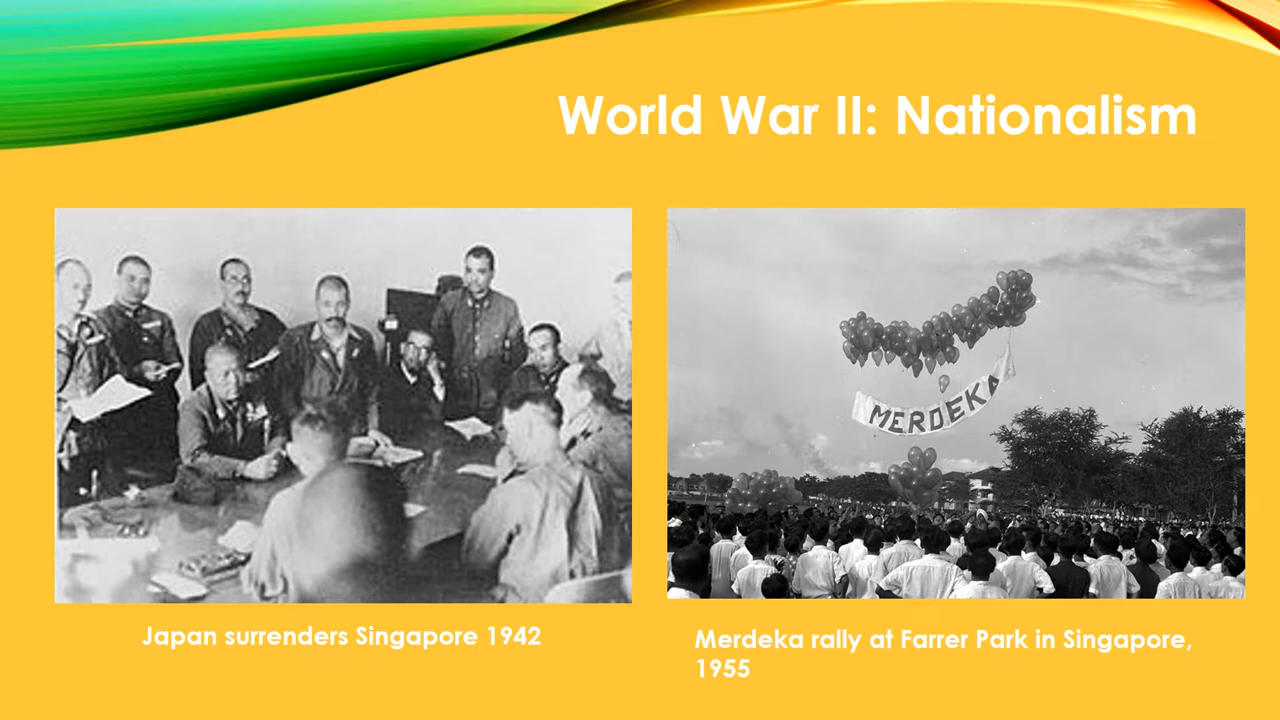 World War II: Nationalism
MERDEKA
Japan surrenders Singapore 1942
Merdeka rally at Farrer Park in Singapore,
1955